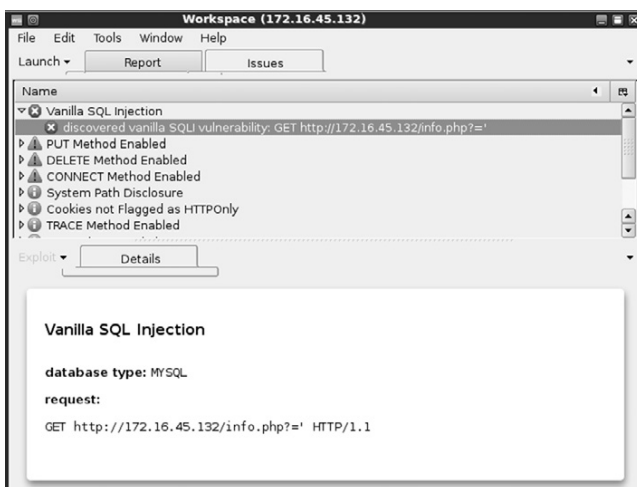 Workspace (172.16.45.132)
File Edit Tools Window Help
Launch Report Issues
Name
Vanilla SQL Injection
discovered vanilla SQLI vulnerability: GET http://172.16.45.132/info.php?='
PUT Method Enabled
DELETE Method Enabled
CONNECT Method Enabled
System Path Disclosure
Cookies not Flagged as HTTPOnly
TRACE Method Enabled
Exploit Details
Vanilla SQL Injection
database type: MYSQL
request:
GET http://172.16.45.132/info.php?=' HTTP/1.1